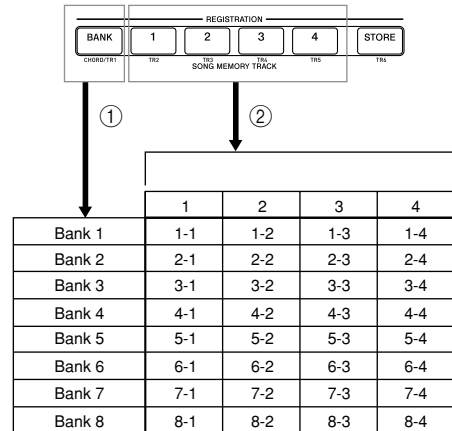 REGISTRATION
BANK 1 2 3 4 STORE
CHORD/TR1 TR2 TR3 TR4 TR5 TR6
SONG MEMORY TRACK
① ②
1 2 3 4
Bank 1 1-1 1-2 1-3 1-4
Bank 2 2-1 2-2 2-3 2-4
Bank 3 3-1 3-2 3-3 3-4
Bank 4 4-1 4-2 4-3 4-4
Bank 5 5-1 5-2 5-3 5-4
Bank 6 6-1 6-2 6-3 6-4
Bank 7 7-1 7-2 7-3 7-4
Bank 8 8-1 8-2 8-3 8-4